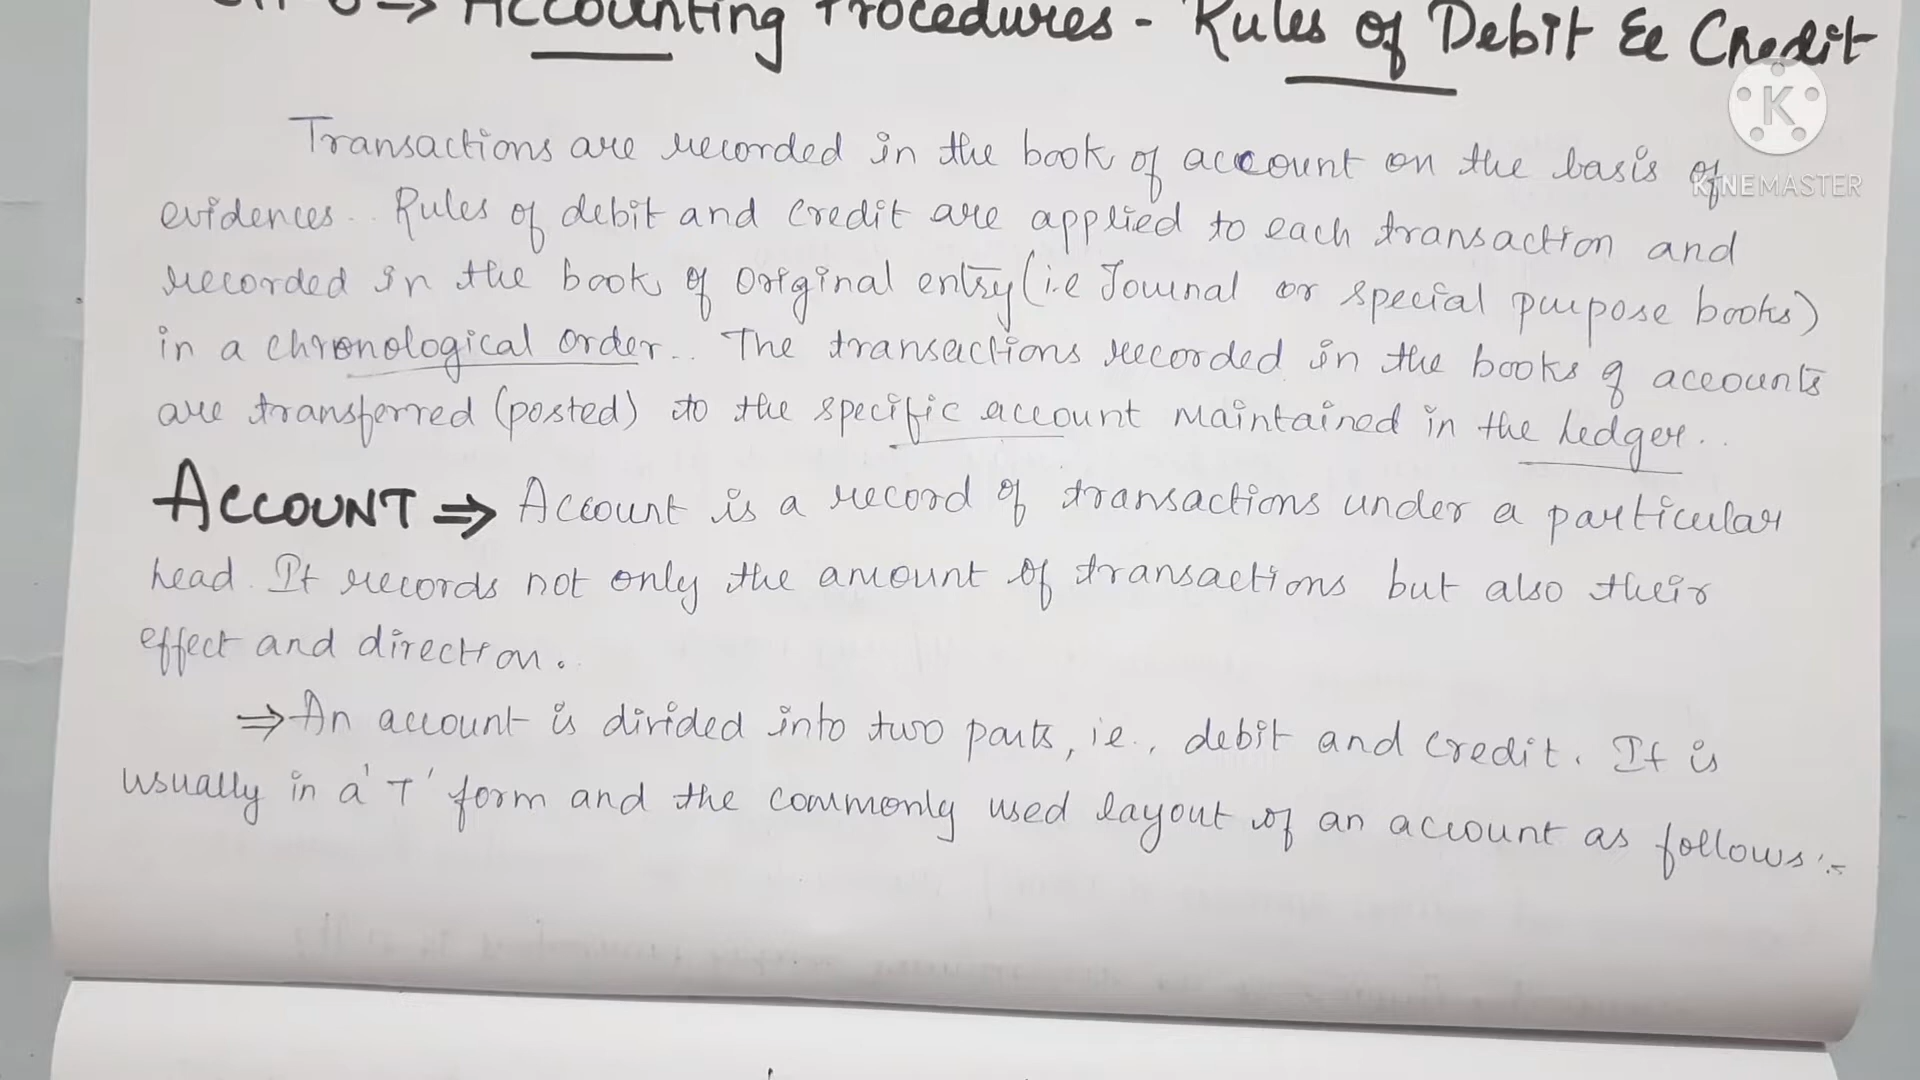 Accounting Procedures - Rules of Debit & Credit
K
KINEMASTER
Transactions are recorded in the book of account on the basis of
evidences.. Rules of debit and credit are applied to each transaction and
recorded in the book of original entry (i.e Journal or special purpose books)
in a chronological order.. The transactions recorded in the books of accounts
are transferred (posted) to the specific account maintained in the ledger..
ACCOUNT ⇒ Account is a record of transactions under a particular
head. It records not only the amount of transactions but also their
effect and direction.
⇒ An account is divided into two parts, i.e., debit and credit. It is
usually in a 'T' form and the commonly used layout of an account as follows:-